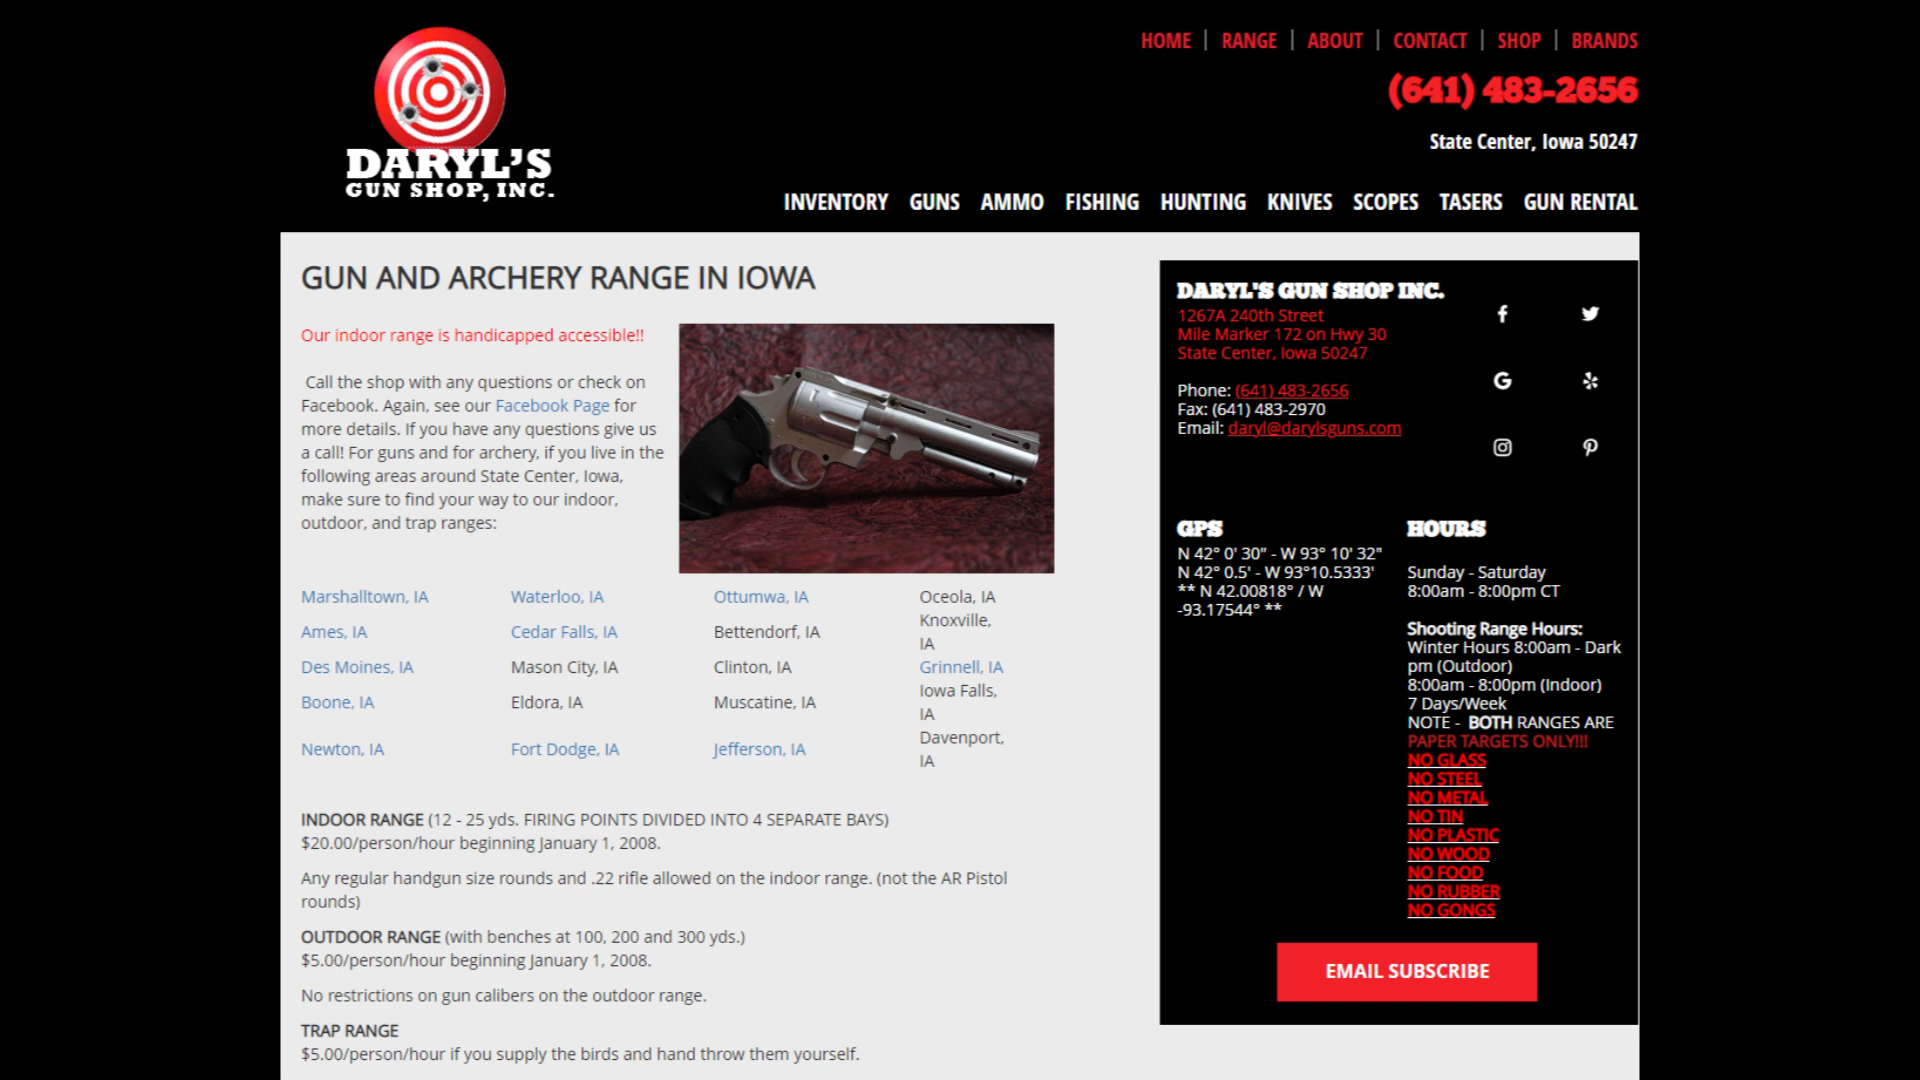 HOME | RANGE | ABOUT | CONTACT | SHOP | BRANDS
(641) 483-2656
State Center, Iowa 50247
DARYL'S
GUN SHOP, INC.
INVENTORY GUNS AMMO FISHING HUNTING KNIVES SCOPES TASERS GUN RENTAL
GUN AND ARCHERY RANGE IN IOWA
Our indoor range is handicapped accessible!!
Call the shop with any questions or check on
Facebook. Again, see our Facebook Page for
more details. If you have any questions give us
a call! For guns and for archery, if you live in the
following areas around State Center, Iowa,
make sure to find your way to our indoor,
outdoor, and trap ranges:
Marshalltown, IA Waterloo, IA Ottumwa, IA Oceola, IA
Ames, IA Cedar Falls, IA Bettendorf, IA Knoxville,
IA
Des Moines, IA Mason City, IA Clinton, IA Grinnell, IA
Boone, IA Eldora, IA Muscatine, IA Iowa Falls,
IA
Newton, IA Fort Dodge, IA Jefferson, IA Davenport,
IA
INDOOR RANGE (12 - 25 yds. FIRING POINTS DIVIDED INTO 4 SEPARATE BAYS)
$20.00/person/hour beginning January 1, 2008.
Any regular handgun size rounds and .22 rifle allowed on the indoor range. (not the AR Pistol
rounds)
OUTDOOR RANGE (with benches at 100, 200 and 300 yds.)
$5.00/person/hour beginning January 1, 2008.
No restrictions on gun calibers on the outdoor range.
TRAP RANGE
$5.00/person/hour if you supply the birds and hand throw them yourself.
DARYL'S GUN SHOP INC.
1267A 240th Street
Mile Marker 172 on Hwy 30
State Center, Iowa 50247
Phone: (641) 483-2656
Fax: (641) 483-2970
Email: daryl@darylsguns.com
GPS
N 42° 0' 30" - W 93° 10' 32"
N 42° 0.5' - W 93°10.5333'
** N 42.00818° / W
-93.17544° **
HOURS
Sunday - Saturday
8:00am - 8:00pm CT
Shooting Range Hours:
Winter Hours 8:00am - Dark
pm (Outdoor)
8:00am - 8:00pm (Indoor)
7 Days/Week
NOTE - BOTH RANGES ARE
PAPER TARGETS ONLY!!!
NO GLASS
NO STEEL
NO METAL
NO TIN
NO PLASTIC
NO WOOD
NO FOOD
NO RUBBER
NO GONGS
EMAIL SUBSCRIBE